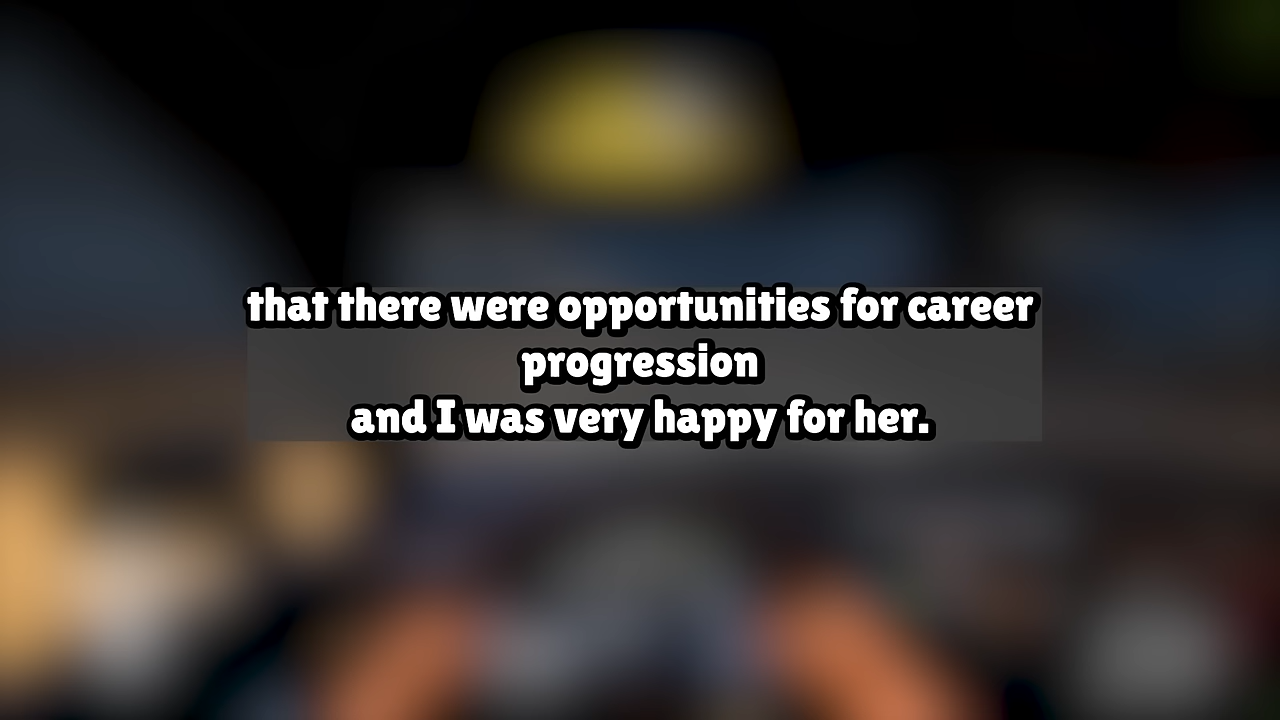 that there were opportunities for career
progression
and I was very happy for her.